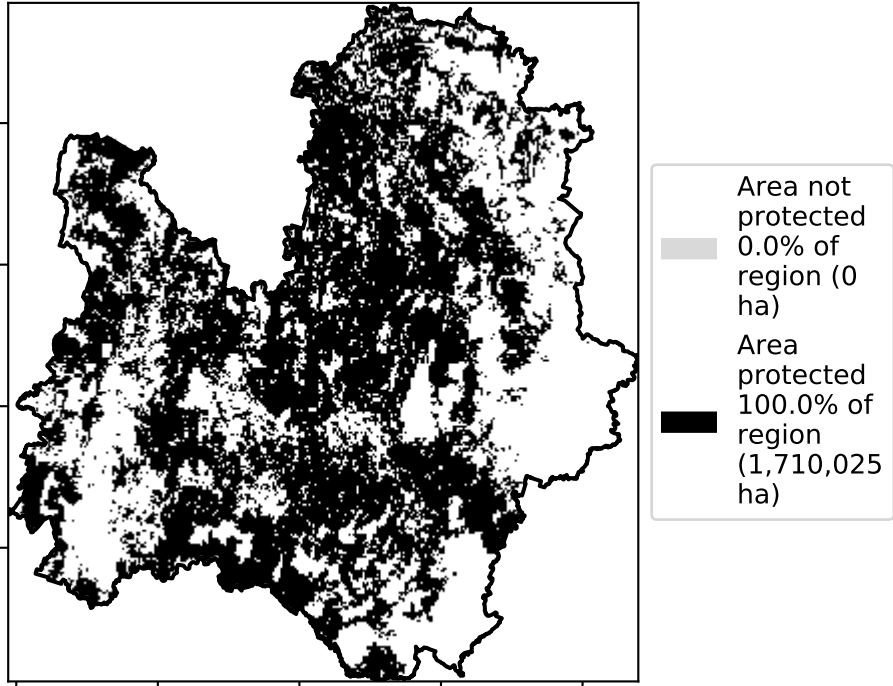 Area not
protected
0.0% of
region (0
ha)
Area
protected
100.0% of
region
(1,710,025
ha)